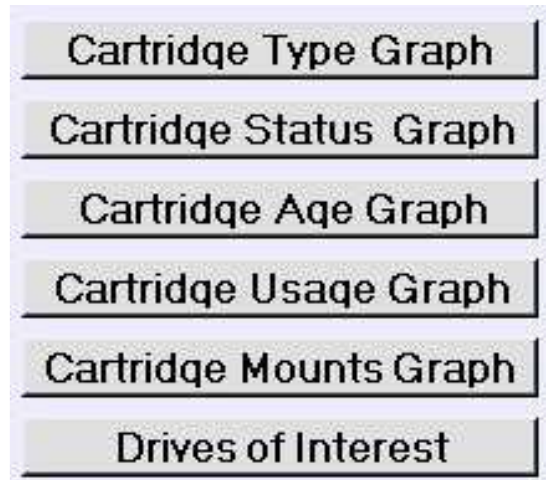 Cartridge Type Graph
Cartridge Status Graph
Cartridge Age Graph
Cartridge Usage Graph
Cartridge Mounts Graph
Drives of Interest